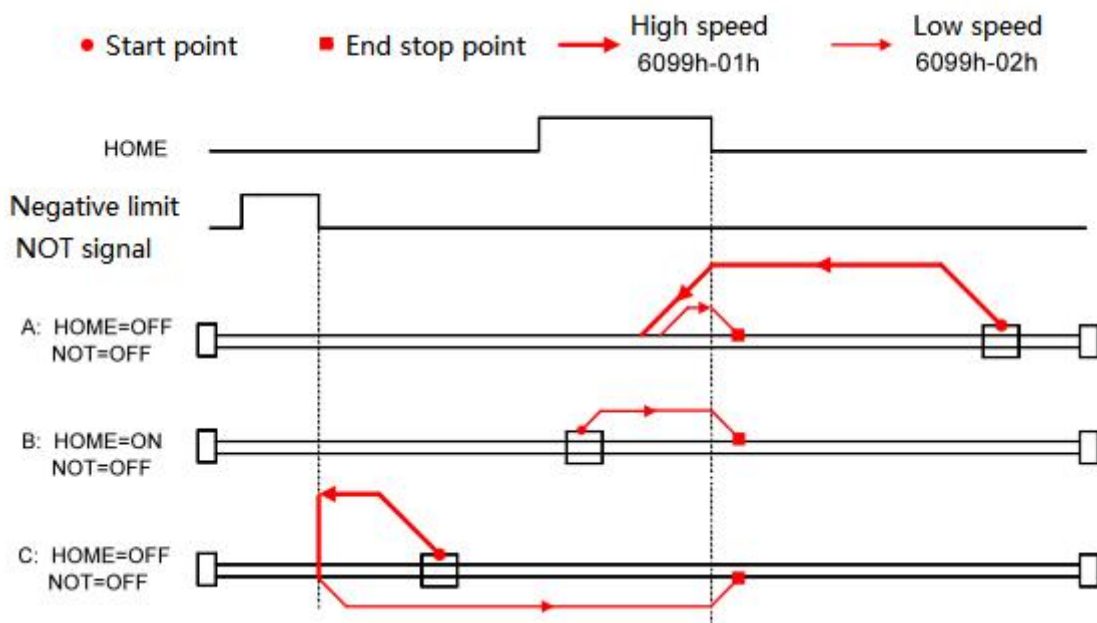 Start point
End stop point
High speed
6099h-01h
Low speed
6099h-02h
HOME
Negative limit
NOT signal
A: HOME=OFF
NOT=OFF
B: HOME=ON
NOT=OFF
C: HOME=OFF
NOT=OFF